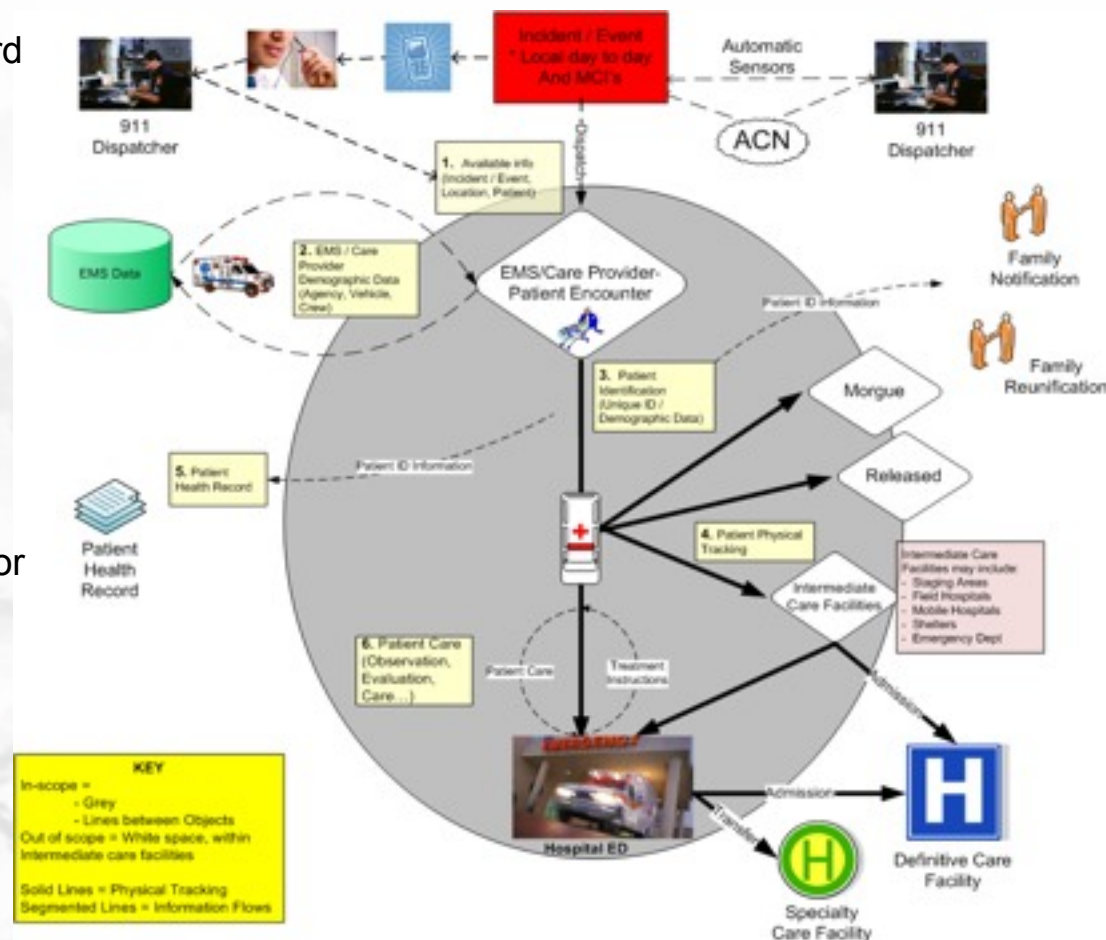 rd
Incident / Event
* Local day to day
And MCI's
Automatic
Sensors
911
Dispatcher
ACN
911
Dispatcher
Dispatch
1. Available info
(Incident / Event,
Location, Patient)
EMS Data
2. EMS / Care
Provider
Demographic Data
(Agency, Vehicle,
Crew)
EMS/Care Provider-
Patient Encounter
Family
Notification
Patient ID Information
3. Patient
Identification
(Unique ID /
Demographic Data)
Family
Reunification
Morgue
Released
5. Patient
Health Record
Patient ID Information
Patient
Health
Record
or
4. Patient Physical
Tracking
Intermediate
Care Facilities
Intermediate Care
Facilities may include:
- Staging Areas
- Field Hospitals
- Mobile Hospitals
- Shelters
- Emergency Dept
6. Patient Care
(Observation,
Evaluation,
Care...)
Patient Care
Treatment
Instructions
Admission
EMERGENCY
Hospital ED
Admission
Transfer
H
Definitive Care
Facility
H
Specialty
Care Facility
KEY
In-scope =
- Grey
- Lines between Objects
Out of scope = White space, within
Intermediate care facilities
Solid Lines = Physical Tracking
Segmented Lines = Information Flows